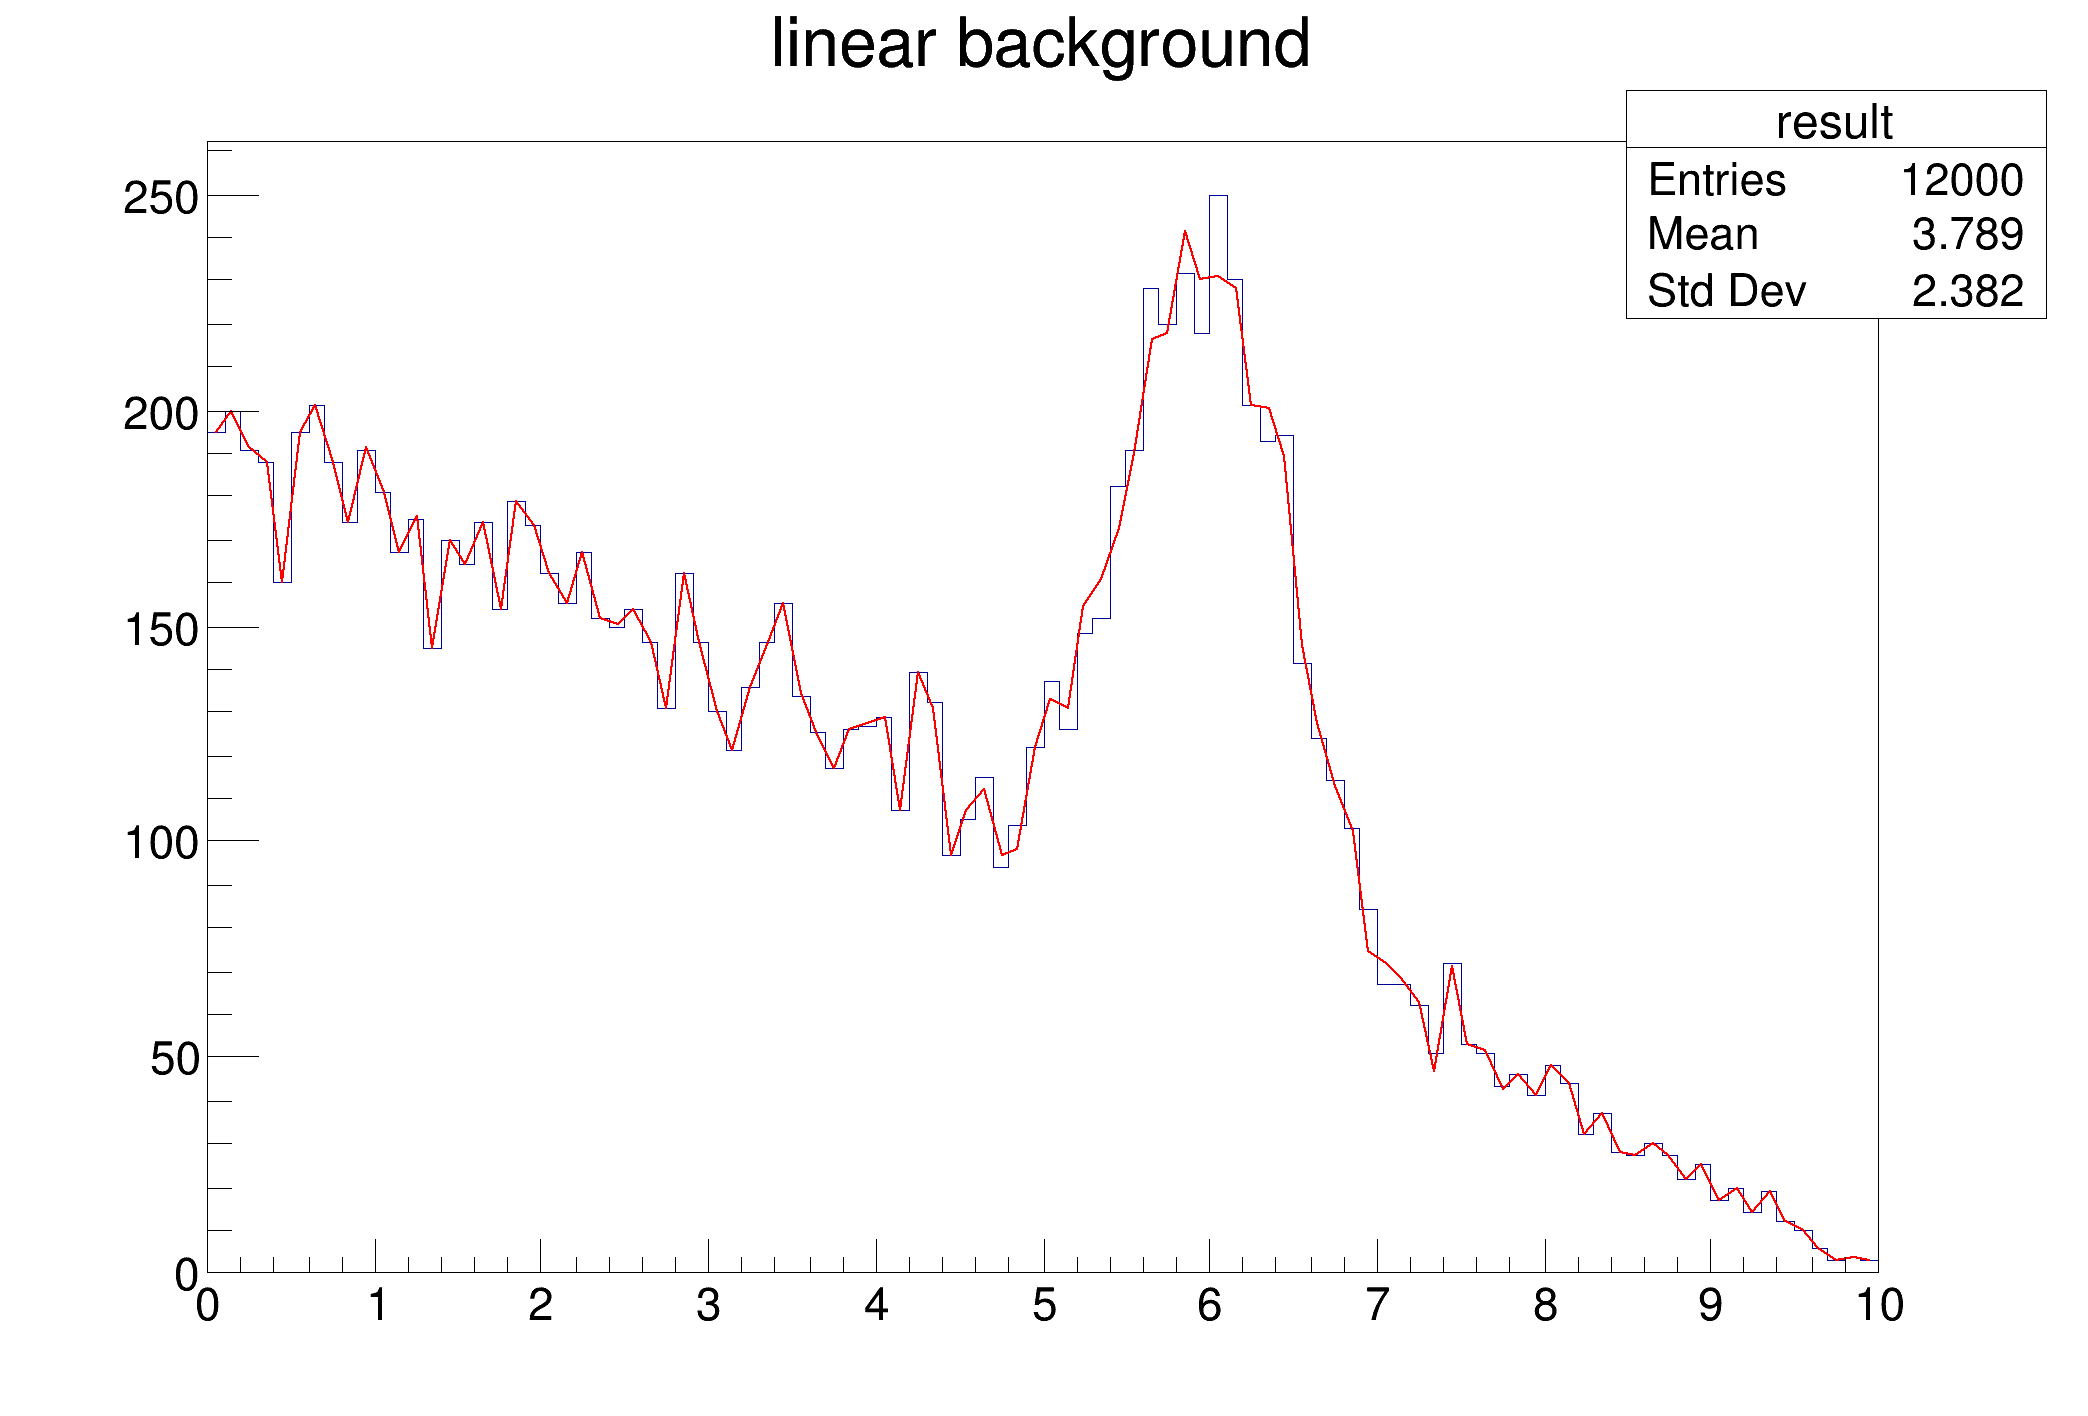 linear background
result
Entries 12000
Mean 3.789
Std Dev 2.382
250
200
150
100
50
0
0 1 2 3 4 5 6 7 8 9 10